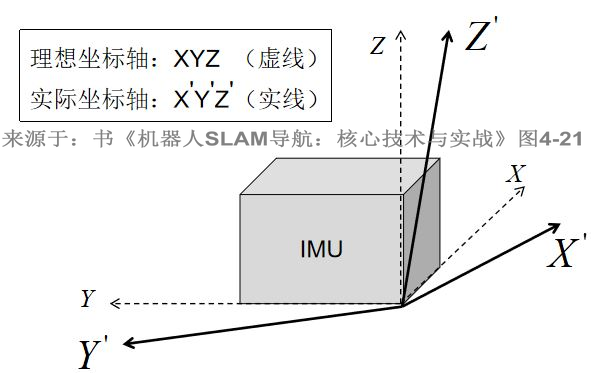 理想坐标轴：XYZ （虚线）
实际坐标轴：X'Y'Z'（实线）
来源于：书《机器人SLAM导航：核心技术与实战》图4-21
Z
Z'
X
X'
IMU
Y
Y'